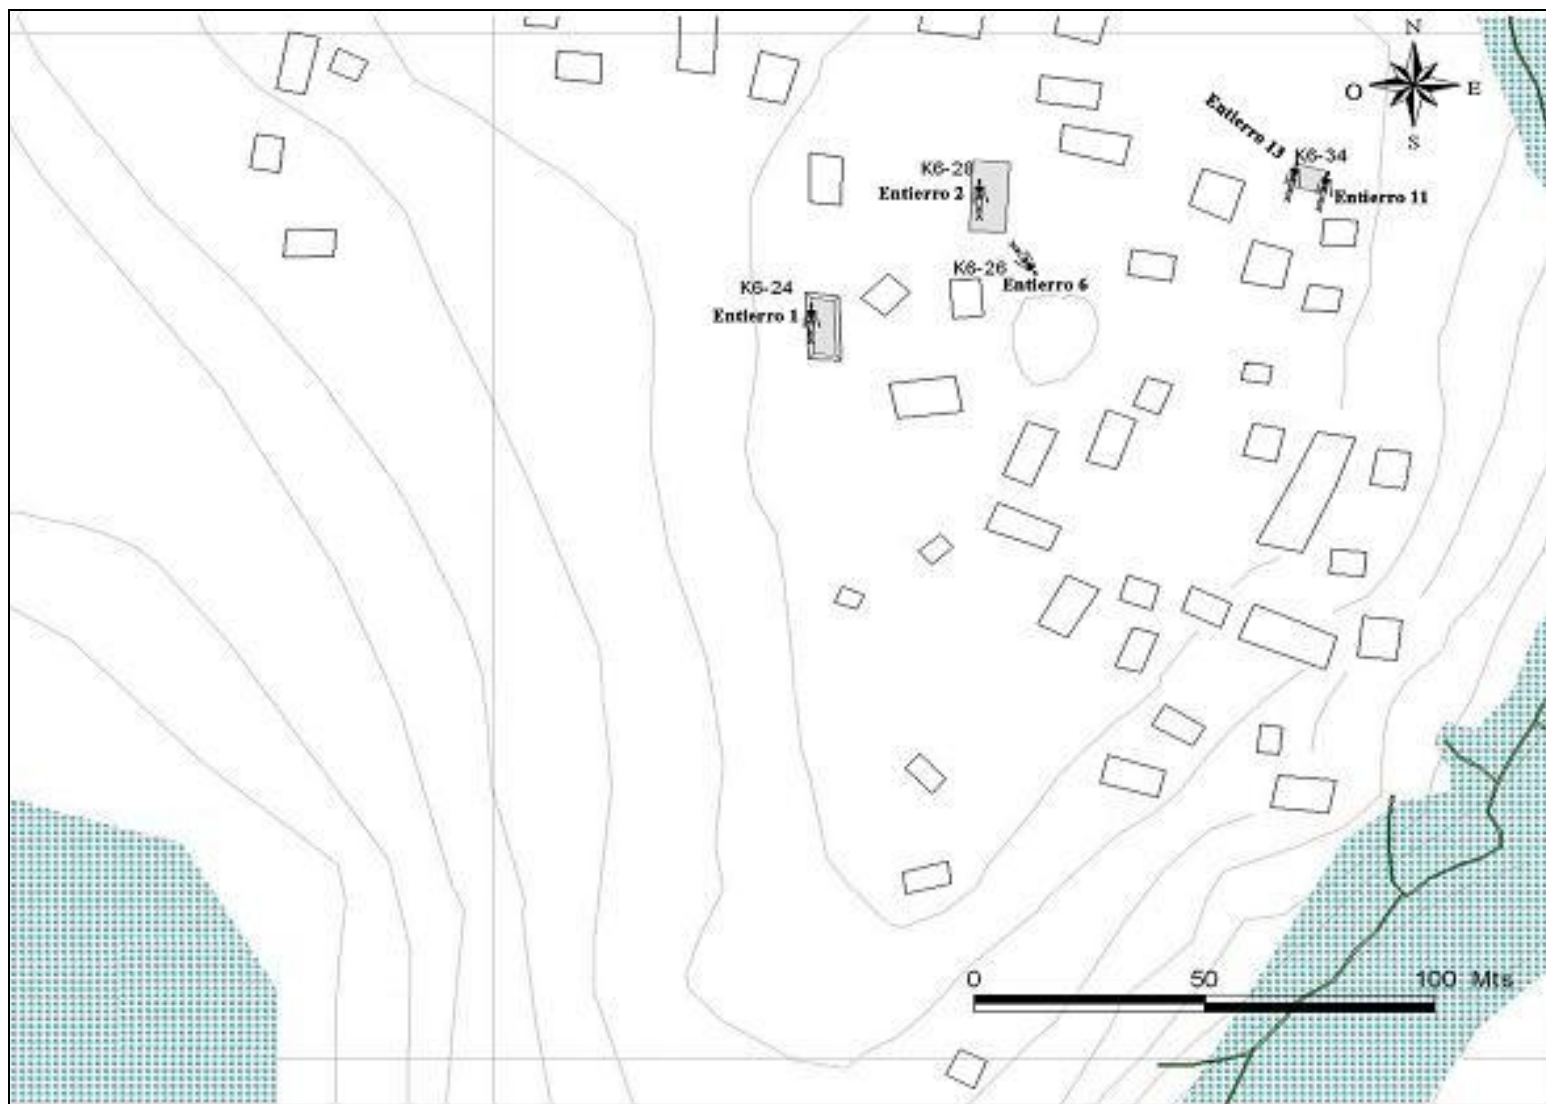 N
O
E
S
Entierro 13
K6-34
Entierro 11
K6-28
Entierro 2
K6-26
Entierro 6
K6-24
Entierro 1
0 50 100 Mts